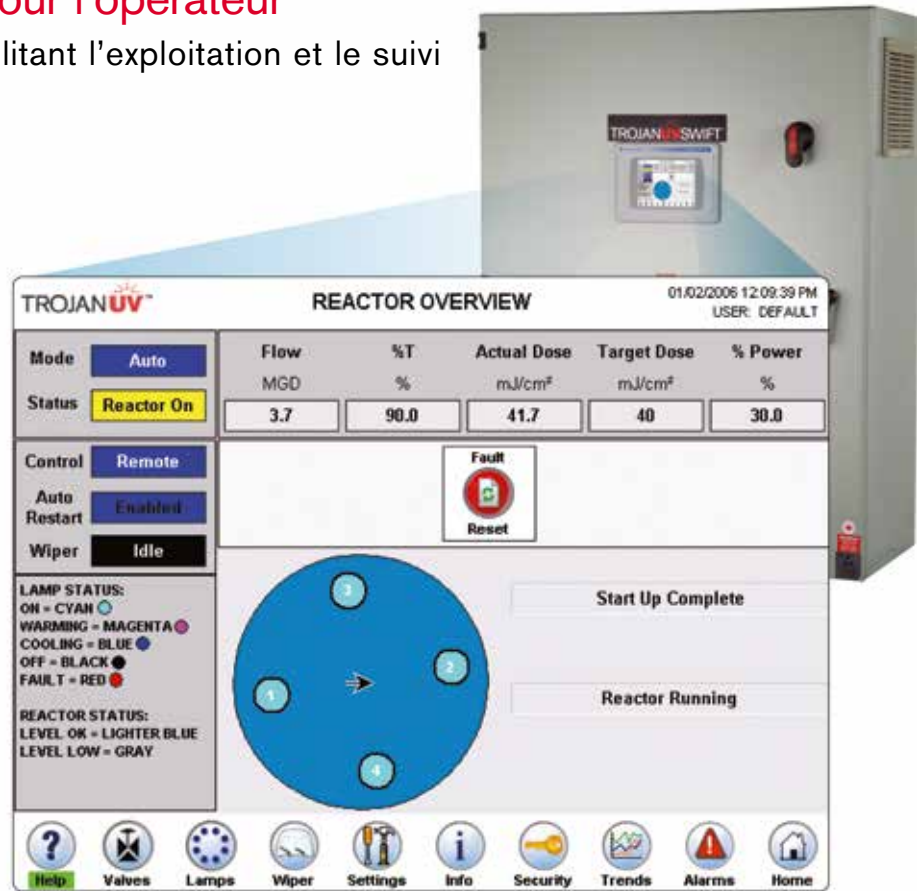 our l'opérateur
litant l'exploitation et le suivi
TROJANUVSWIFT
TROJANUV™
REACTOR OVERVIEW
01/02/2006 12:09:39 PM
USER: DEFAULT
Mode Auto
Status Reactor On
Flow %T Actual Dose Target Dose % Power
MGD % mJ/cm² mJ/cm² %
3.7 90.0 41.7 40 30.0
Control Remote
Auto Restart Enabled
Wiper Idle
Fault
Reset
LAMP STATUS:
ON = CYAN
WARMING = MAGENTA
COOLING = BLUE
OFF = BLACK
FAULT = RED
REACTOR STATUS:
LEVEL OK = LIGHTER BLUE
LEVEL LOW = GRAY
3
2
1
4
Start Up Complete
Reactor Running
Help Valves Lamps Wiper Settings Info Security Trends Alarms Home